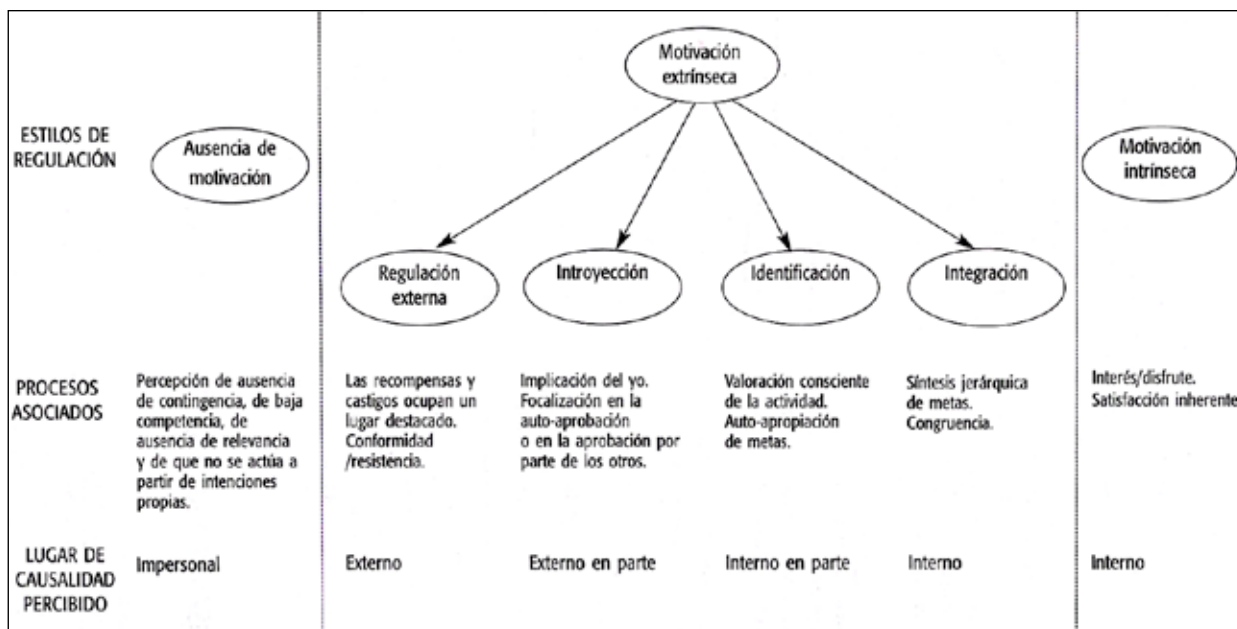 Motivación
extrínseca
ESTILOS DE
REGULACIÓN
Ausencia de
motivación
Motivación
intrínseca
Regulación
externa
Introyección
Identificación
Integración
PROCESOS
ASOCIADOS
Percepción de ausencia
de contingencia, de baja
competencia, de
ausencia de relevancia
y de que no se actúa a
partir de intenciones
propias.
Las recompensas y
castigos ocupan un
lugar destacado.
Conformidad
/resistencia.
Implicación del yo.
Focalización en la
auto-aprobación
o en la aprobación por
parte de los otros.
Valoración consciente
de la actividad.
Auto-apropiación
de metas.
Síntesis jerárquica
de metas.
Congruencia.
Interés/disfrute.
Satisfacción inherente
LUGAR DE
CAUSALIDAD
PERCIBIDO
Impersonal
Externo
Externo en parte
Interno en parte
Interno
Interno